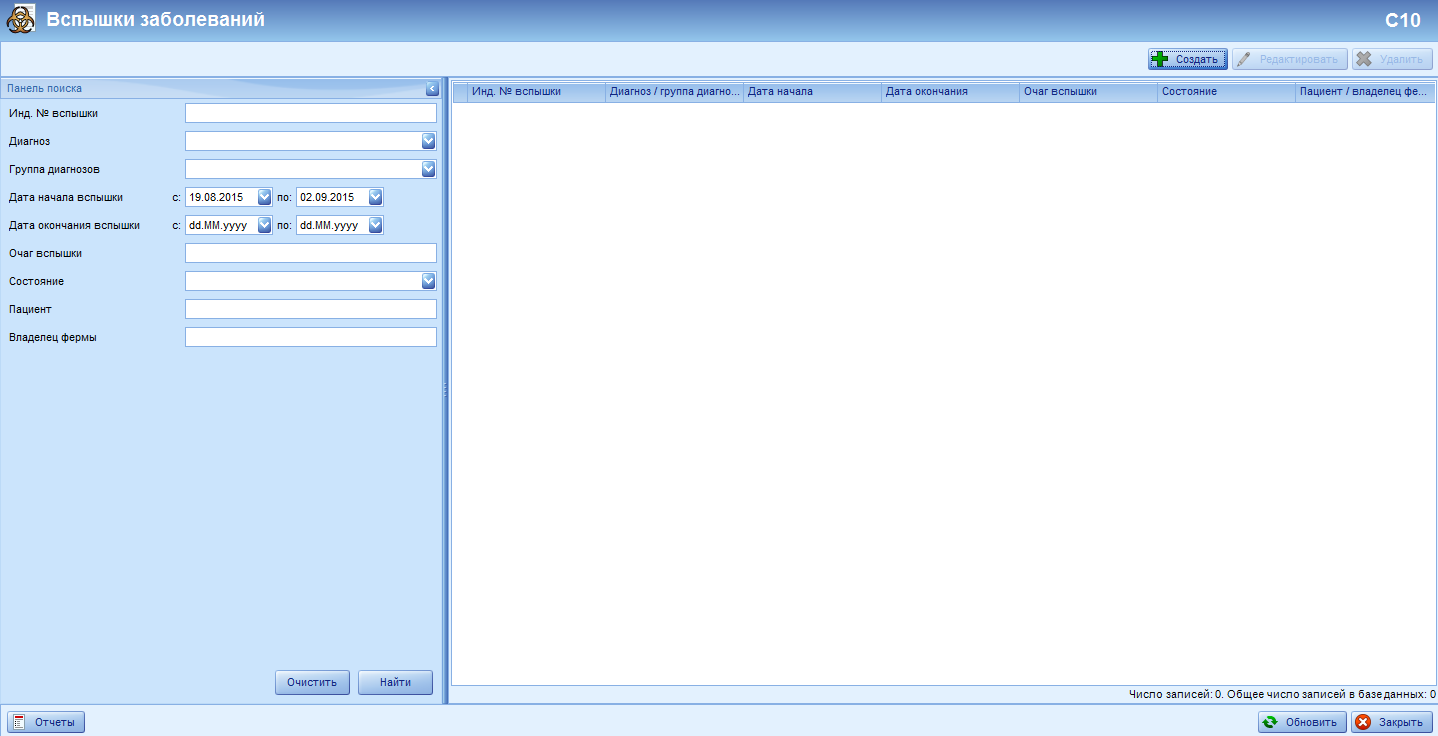 Вспышки заболеваний
C10
Создать
Редактировать
Удалить
Панель поиска
Инд. № вспышки
Диагноз
Группа диагнозов
Дата начала вспышки с: 19.08.2015 по: 02.09.2015
Дата окончания вспышки с: dd.MM.yyyy по: dd.MM.yyyy
Очаг вспышки
Состояние
Пациент
Владелец фермы
Очистить
Найти
Инд. № вспышки
Диагноз / группа диагно...
Дата начала
Дата окончания
Очаг вспышки
Состояние
Пациент / владелец фе...
Число записей: 0. Общее число записей в базе данных: 0
Отчеты
Обновить
Закрыть